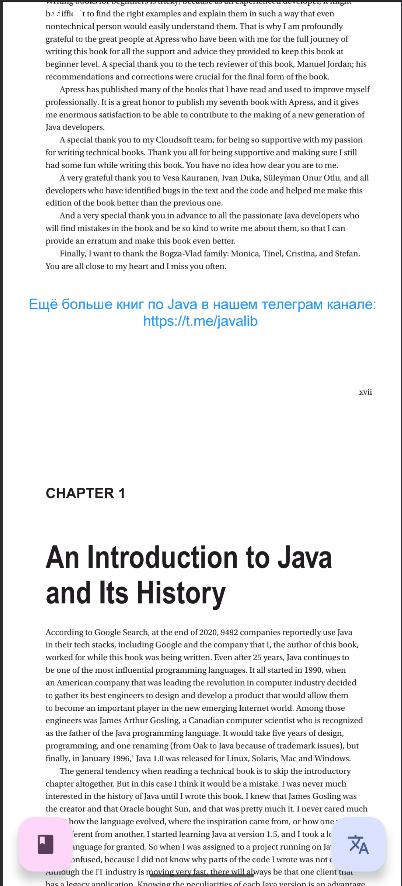 Writing books for beginners is tricky, because as an experienced developer, it might
t to find the right examples and explain them in such a way that even
nontechnical person would easily understand them. That is why I am profoundly
grateful to the great people at Apress who have been with me for the full journey of
writing this book for all the support and advice they provided to keep this book at
beginner level. A special thank you to the tech reviewer of this book, Manuel Jordan; his
recommendations and corrections were crucial for the final form of the book.
Apress has published many of the books that I have read and used to improve myself
professionally. It is a great honor to publish my seventh book with Apress, and it gives
me enormous satisfaction to be able to contribute to the making of a new generation of
Java developers.
A special thank you to my Cloudsoft team, for being so supportive with my passion
for writing technical books. Thank you all for being supportive and making sure I still
had some fun while writing this book. You have no idea how dear you are to me.
A very grateful thank you to Vesa Kauranen, Ivan Duka, Süleyman Onur Otlu, and all
developers who have identified bugs in the text and the code and helped me make this
edition of the book better than the previous one.
And a very special thank you in advance to all the passionate Java developers who
will find mistakes in the book and be so kind to write me about them, so that I can
provide an erratum and make this book even better.
Finally, I want to thank the Bogza-Vlad family: Monica, Tinel, Cristina, and Stefan.
You are all close to my heart and I miss you often.
Ещё больше книг по Java в нашем телеграм канале:
https://t.me/javalib
xvii
CHAPTER 1
An Introduction to Java
and Its History
According to Google Search, at the end of 2020, 9492 companies reportedly use Java
in their tech stacks, including Google and the company that I, the author of this book,
worked for while this book was being written. Even after 25 years, Java continues to
be one of the most influential programming languages. It all started in 1990, when
an American company that was leading the revolution in computer industry decided
to gather its best engineers to design and develop a product that would allow them
to become an important player in the new emerging Internet world. Among those
engineers was James Arthur Gosling, a Canadian computer scientist who is recognized
as the father of the Java programming language. It would take five years of design,
programming, and one renaming (from Oak to Java because of trademark issues), but
finally, in January 1996,¹ Java 1.0 was released for Linux, Solaris, Mac and Windows.
The general tendency when reading a technical book is to skip the introductory
chapter altogether. But in this case I think it would be a mistake. I was never much
interested in the history of Java until I wrote this book. I knew that James Gosling was
the creator and that Oracle bought Sun, and that was pretty much it. I never cared much
how the language evolved, where the inspiration came from, or how one
erent from another. I started learning Java at version 1.5, and I took a lo
nguage for granted. So when I was assigned to a project running on Ja
onfused, because I did not know why parts of the code I wrote was not
Although the IT industry is moving very fast, there will always be that one client that
has a legacy application. Knowing the peculiarities of each Java version is an advantage